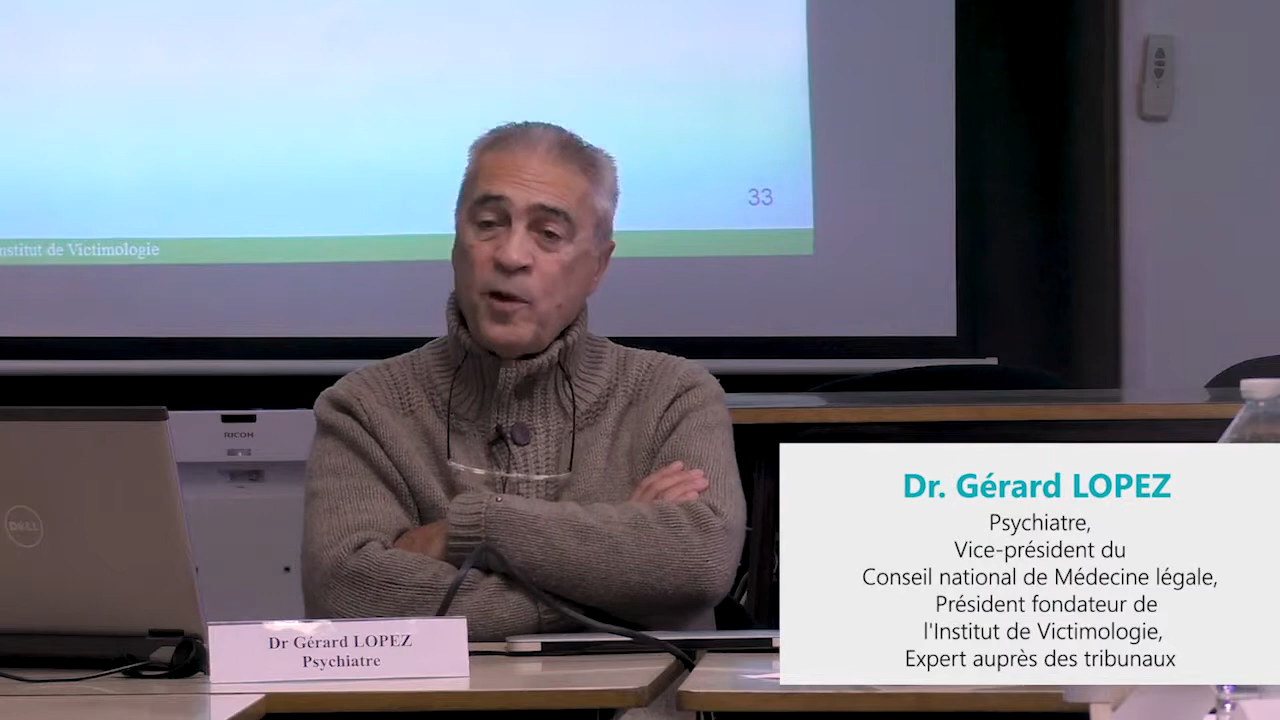 33
Institut de Victimologie
RICOH
DELL
Dr Gérard LOPEZ
Psychiatre
Dr. Gérard LOPEZ
Psychiatre,
Vice-président du
Conseil national de Médecine légale,
Président fondateur de
l'Institut de Victimologie,
Expert auprès des tribunaux